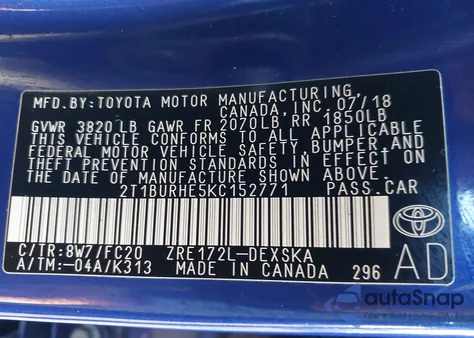 MFD.BY:TOYOTA MOTOR MANUFACTURING,
CANADA, INC. 07/18
GVWR 3820 LB GAWR FR 2070LB RR 1850LB
THIS VEHICLE CONFORMS TO ALL APPLICABLE
FEDERAL MOTOR VEHICLE SAFETY, BUMPER, AND
THEFT PREVENTION STANDARDS IN EFFECT ON
THE DATE OF MANUFACTURE SHOWN ABOVE.
2T1BURHE5KC152771 PASS.CAR
C/TR:8W7/FC20 ZRE172L-DEXSKA
A/TM:-04A/K313 MADE IN CANADA 296
TOYOTA
AD
autoSnap